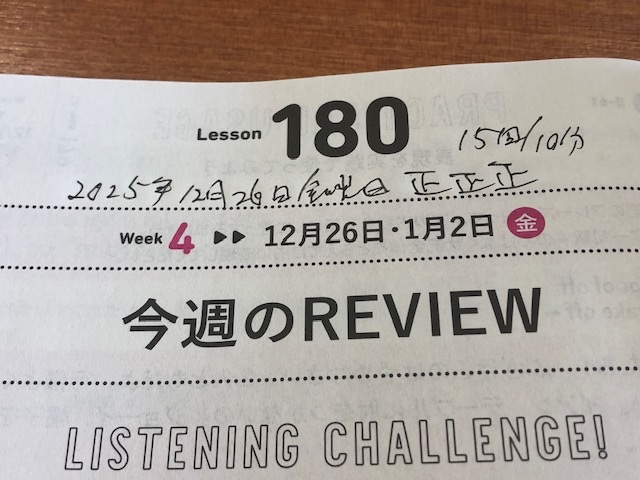 Lesson 180
15回/10分
2025年12月26日金曜日 正正正
Week 4 ▶▶ 12月26日・1月2日 金
今週のREVIEW
LISTENING CHALLENGE!